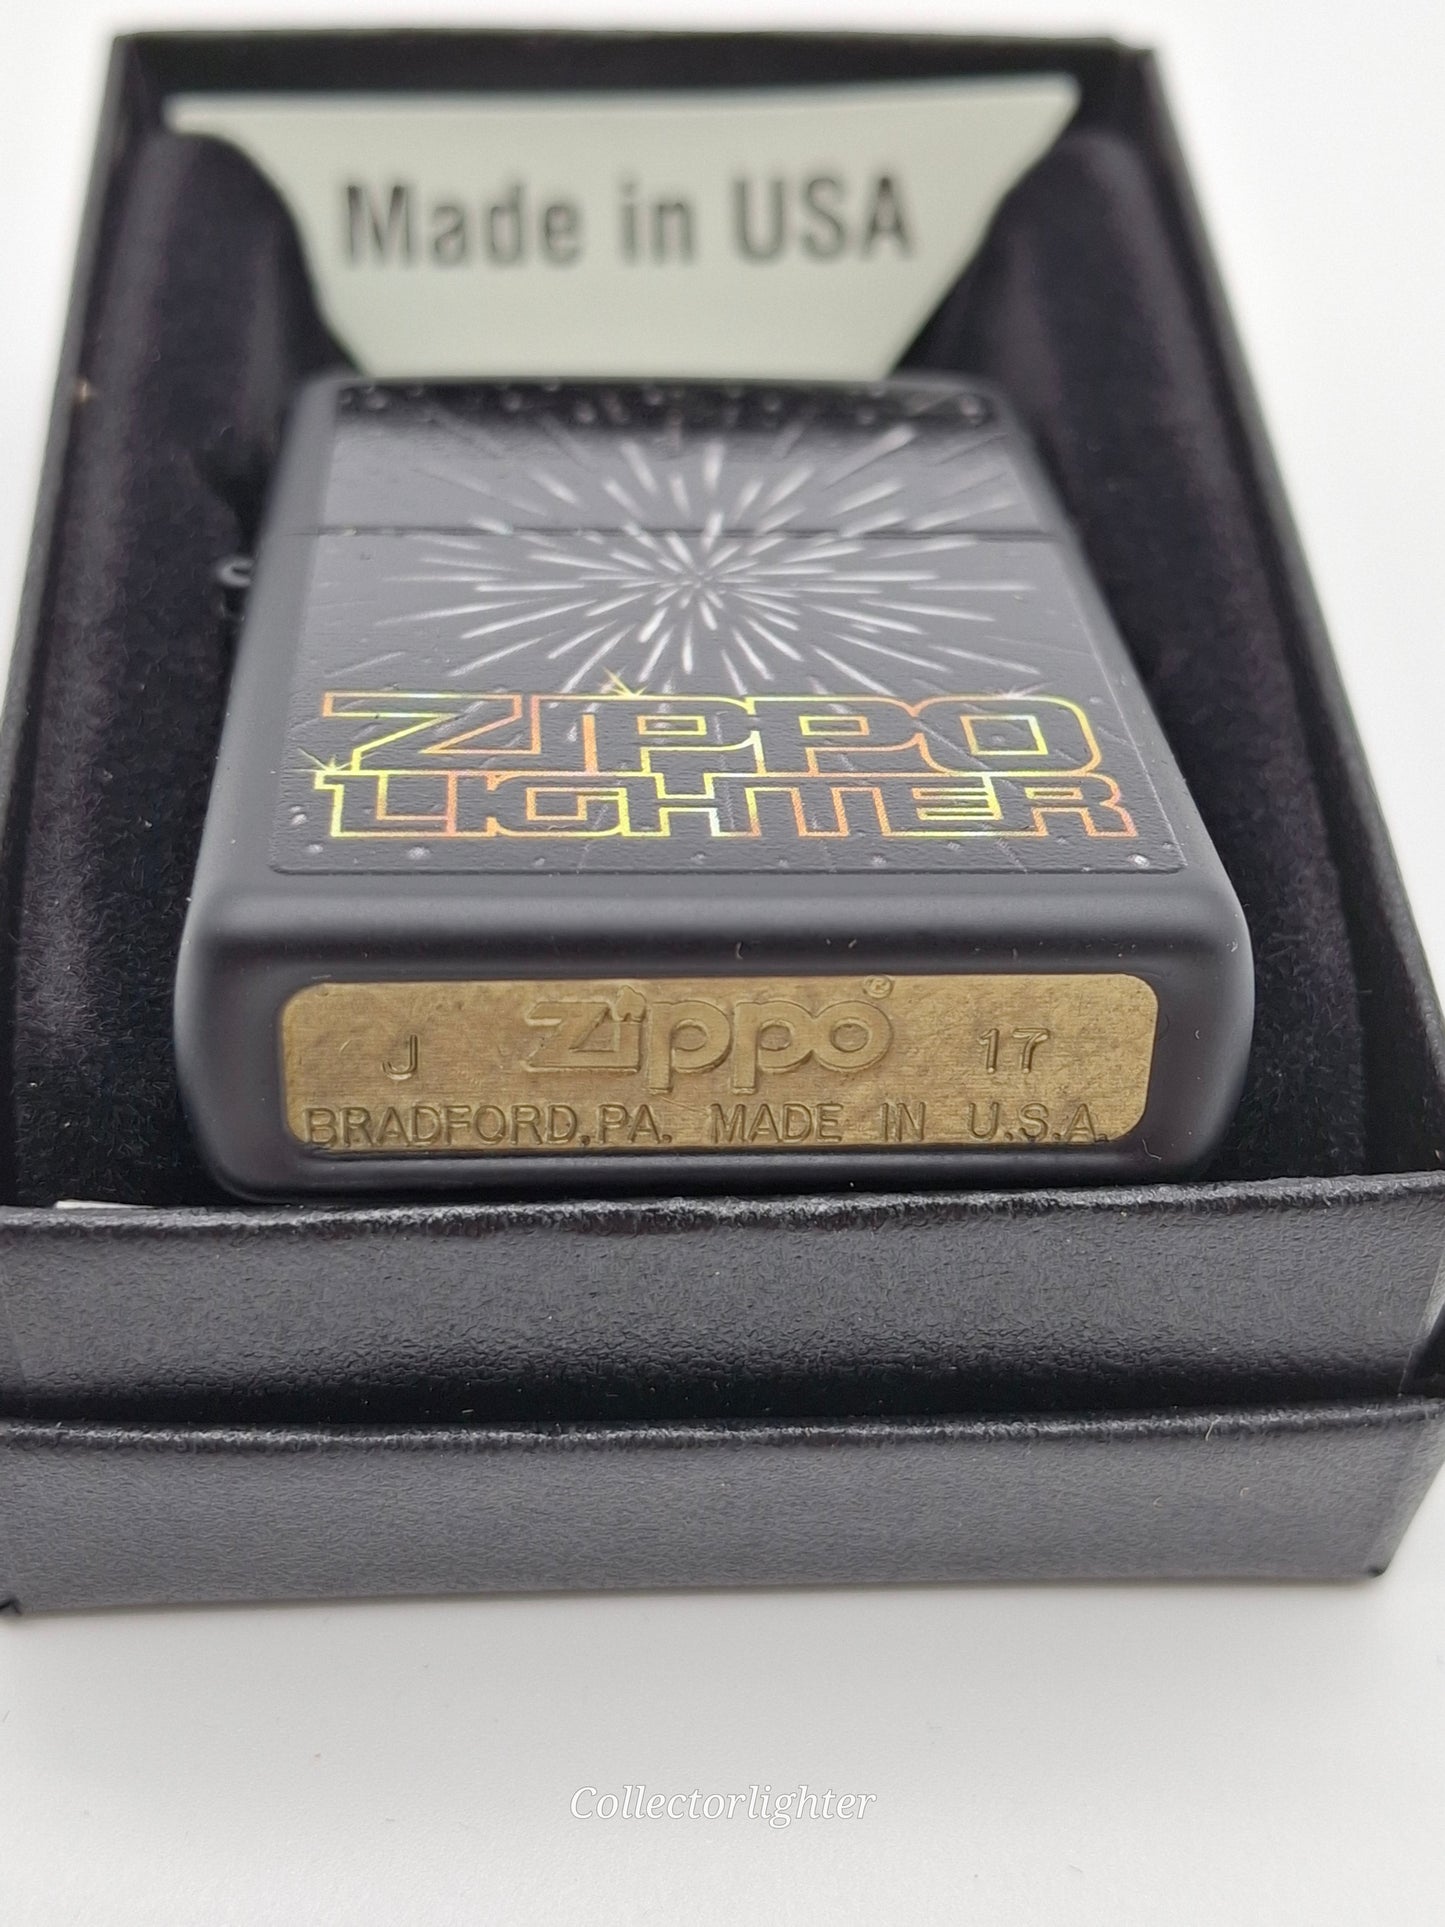 Made in USA
ZIPPO
LIGHTER
J zippo® 17
BRADFORD,PA. MADE IN U.S.A.
Collectorlighter